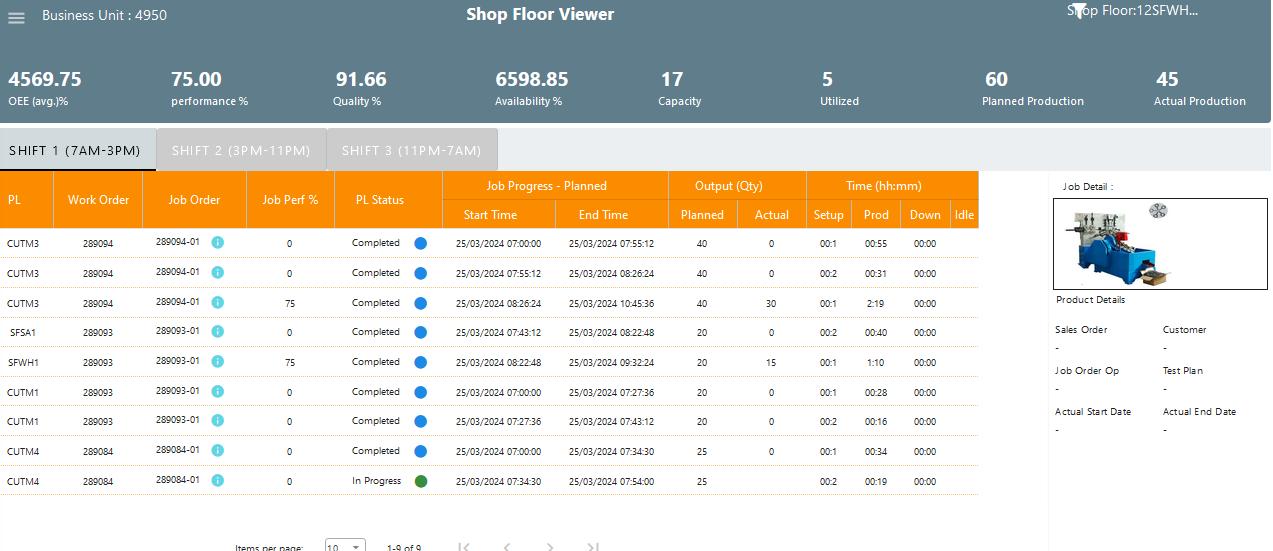 Business Unit : 4950
Shop Floor Viewer
Shop Floor:12SFWH...
4569.75 75.00 91.66 6598.85 17 5 60 45
OEE (avg.)% performance % Quality % Availability % Capacity Utilized Planned Production Actual Production
SHIFT 1 (7AM-3PM) SHIFT 2 (3PM-11PM) SHIFT 3 (11PM-7AM)
PL Work Order Job Order Job Perf % PL Status Job Progress - Planned Output (Qty) Time (hh:mm)
Start Time End Time Planned Actual Setup Prod Down Idle
CUTM3 289094 289094-01 0 Completed 25/03/2024 07:00:00 25/03/2024 07:55:12 40 0 00:1 00:55 00:00
CUTM3 289094 289094-01 0 Completed 25/03/2024 07:55:12 25/03/2024 08:26:24 40 0 00:2 00:31 00:00
CUTM3 289094 289094-01 75 Completed 25/03/2024 08:26:24 25/03/2024 10:45:36 40 30 00:1 2:19 00:00
SFSA1 289093 289093-01 0 Completed 25/03/2024 07:43:12 25/03/2024 08:22:48 20 0 00:2 00:40 00:00
SFWH1 289093 289093-01 75 Completed 25/03/2024 08:22:48 25/03/2024 09:32:24 20 15 00:1 1:10 00:00
CUTM1 289093 289093-01 0 Completed 25/03/2024 07:00:00 25/03/2024 07:27:36 20 0 00:1 00:28 00:00
CUTM1 289093 289093-01 0 Completed 25/03/2024 07:27:36 25/03/2024 07:43:12 20 0 00:2 00:16 00:00
CUTM4 289084 289084-01 0 Completed 25/03/2024 07:00:00 25/03/2024 07:34:30 25 0 00:1 00:34 00:00
CUTM4 289084 289084-01 0 In Progress 25/03/2024 07:34:30 25/03/2024 07:54:00 25 00:2 00:19 00:00
Items per page: 10 1-9 of 9
Job Detail :
Product Details
Sales Order Customer
- -
Job Order Op Test Plan
- -
Actual Start Date Actual End Date
- -